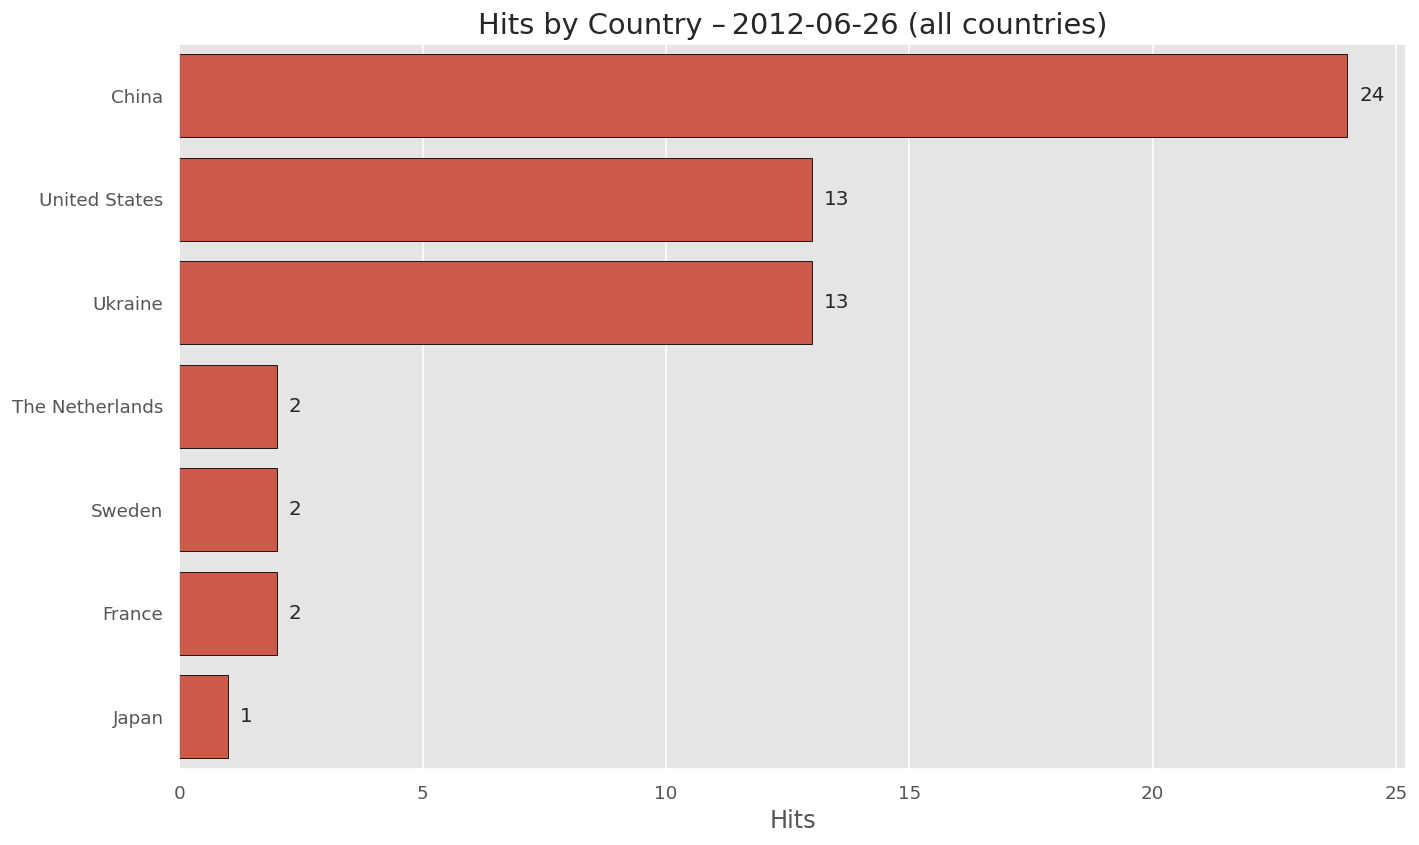 Hits by Country – 2012-06-26 (all countries)
China 24
United States 13
Ukraine 13
The Netherlands 2
Sweden 2
France 2
Japan 1
0 5 10 15 20 25
Hits